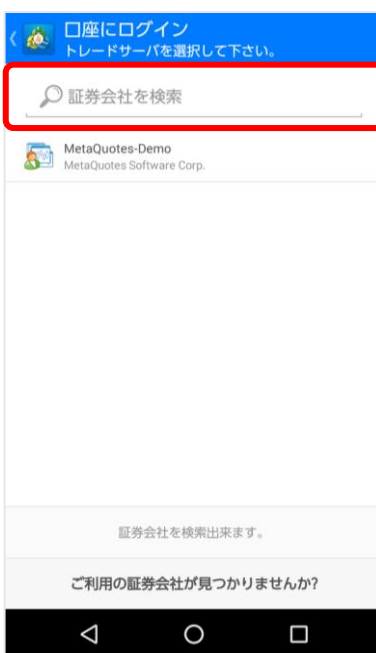 口座にログイン
トレードサーバを選択して下さい。
証券会社を検索
MetaQuotes-Demo
MetaQuotes Software Corp.
証券会社を検索出来ます。
ご利用の証券会社が見つかりませんか?